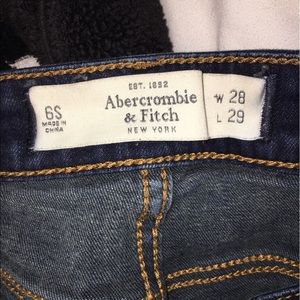 6S
MADE IN
CHINA
EST. 1892
Abercrombie
& Fitch
NEW YORK
W 28
L 29